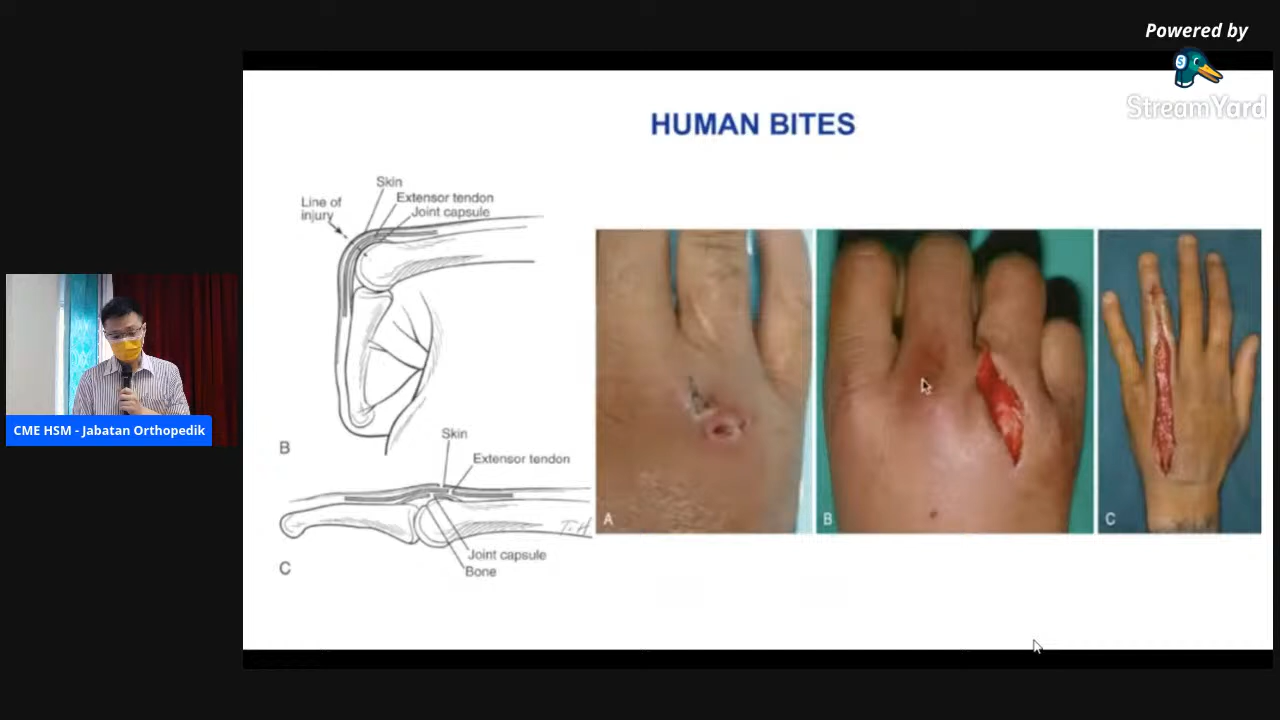 Powered by
StreamYard
HUMAN BITES
Skin
Extensor tendon
Joint capsule
Line of
injury
B
Skin
Extensor tendon
Joint capsule
Bone
C
A
B
C
CME HSM - Jabatan Orthopedik